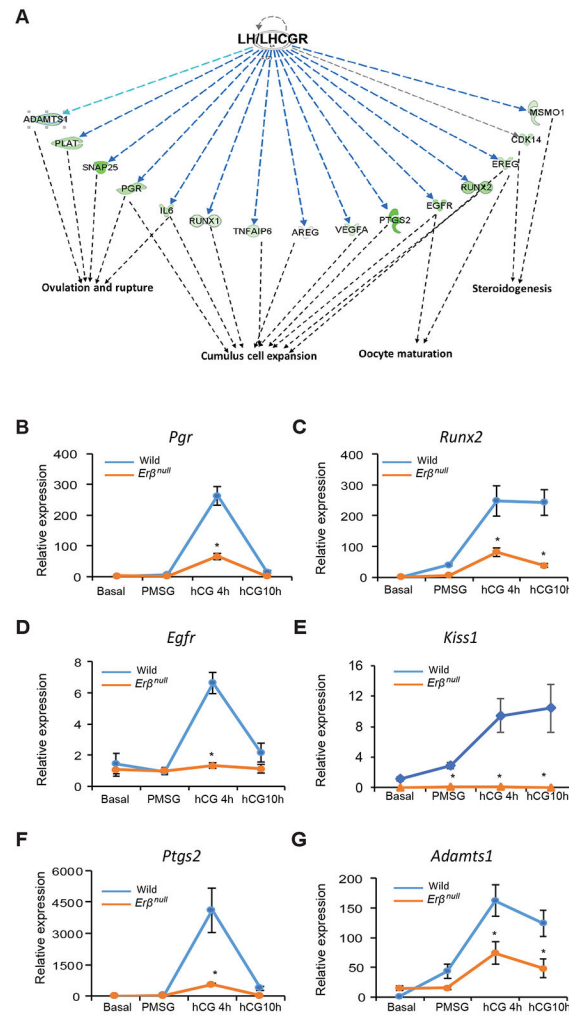 A
LH/LHCGR
ADAMTS1
MSMO1
PLAT
CDK14
SNAP25
EREG
PGR
RUNX2
IL6
RUNX1
TNFAIP6
AREG
VEGFA
PTGS2
EGFR
Ovulation and rupture
Steroidogenesis
Cumulus cell expansion
Oocyte maturation
B
Pgr
Relative expression
400
300
200
100
0
Wild
Erβnull
*
Basal PMSG hCG 4h hCG10h
C
Runx2
Relative expression
400
300
200
100
0
Wild
Erβnull
* *
Basal PMSG hCG 4h hCG10h
D
Egfr
Relative expression
8
6
4
2
0
Wild
Erβnull
*
Basal PMSG hCG 4h hCG10h
E
Kiss1
Relative expression
16
12
8
4
0
Wild
Erβnull
* * *
Basal PMSG hCG 4h hCG10h
F
Ptgs2
Relative expression
6000
4500
3000
1500
0
Wild
Erβnull
*
Basal PMSG hCG 4h hCG10h
G
Adamts1
Relative expression
200
150
100
50
0
Wild
Erβnull
* *
Basal PMSG hCG 4h hCG10h